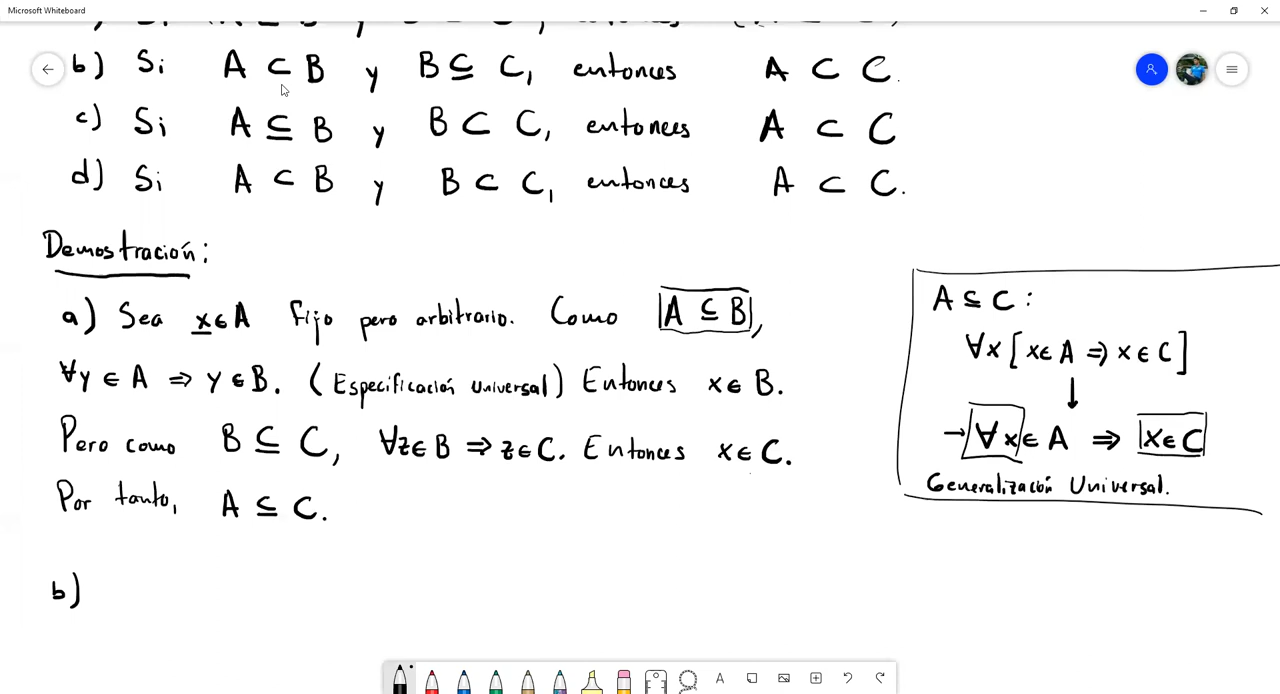 Microsoft Whiteboard
b) Si A ⊂ B y B ⊆ C, entonces A ⊂ C.
c) Si A ⊆ B y B ⊂ C, entonces A ⊂ C
d) Si A ⊂ B y B ⊂ C, entonces A ⊂ C.
Demostración:
a) Sea x ∈ A fijo pero arbitrario. Como A ⊆ B,
∀y ∈ A ⇒ y ∈ B. (Especificación Universal) Entonces x ∈ B.
Pero como B ⊆ C, ∀z ∈ B ⇒ z ∈ C. Entonces x ∈ C.
Por tanto, A ⊆ C.
b)
A ⊆ C:
∀x [x ∈ A ⇒ x ∈ C]
↓
→ ∀x ∈ A ⇒ x ∈ C
Generalización Universal.
A